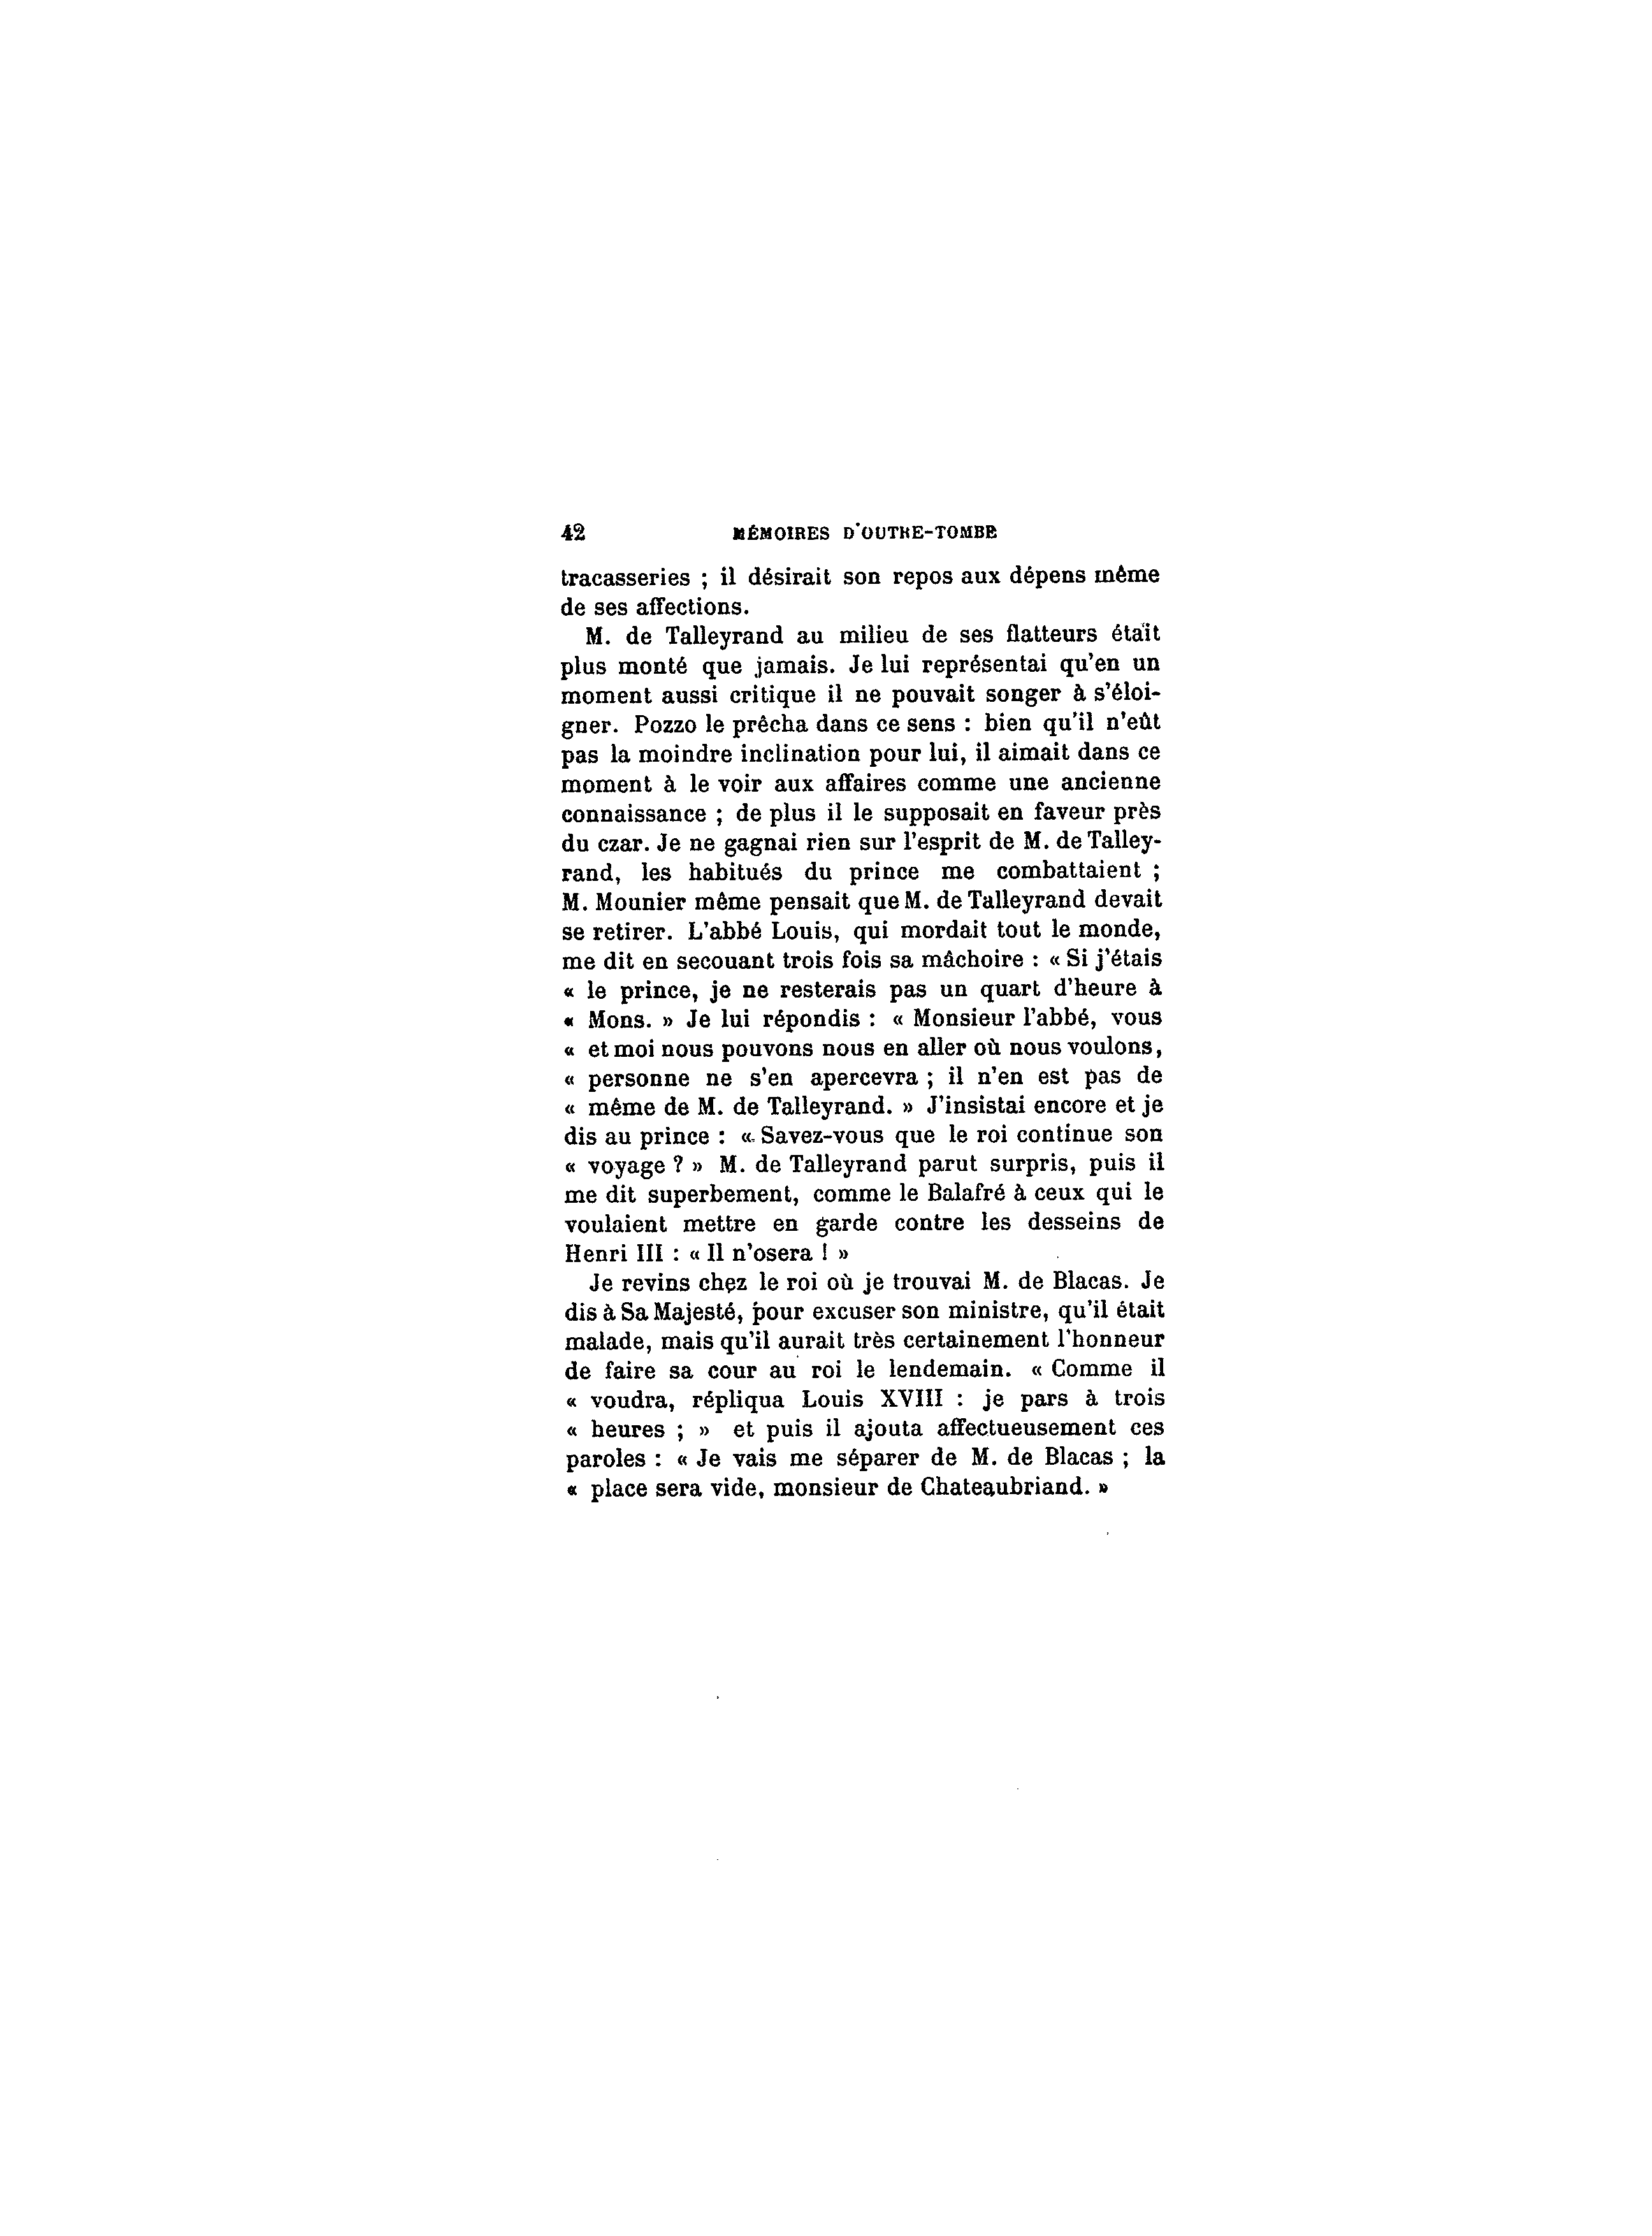 42 MÉMOIRES D'OUTRE-TOMBE
tracasseries ; il désirait son repos aux dépens même
de ses affections.
M. de Talleyrand au milieu de ses flatteurs était
plus monté que jamais. Je lui représentai qu'en un
moment aussi critique il ne pouvait songer à s'éloi-
gner. Pozzo le prêcha dans ce sens : bien qu'il n'eût
pas la moindre inclination pour lui, il aimait dans ce
moment à le voir aux affaires comme une ancienne
connaissance ; de plus il le supposait en faveur près
du czar. Je ne gagnai rien sur l'esprit de M. de Talley-
rand, les habitués du prince me combattaient ;
M. Mounier même pensait que M. de Talleyrand devait
se retirer. L'abbé Louis, qui mordait tout le monde,
me dit en secouant trois fois sa mâchoire : « Si j'étais
« le prince, je ne resterais pas un quart d'heure à
« Mons. » Je lui répondis : « Monsieur l'abbé, vous
« et moi nous pouvons nous en aller où nous voulons,
« personne ne s'en apercevra ; il n'en est pas de
« même de M. de Talleyrand. » J'insistai encore et je
dis au prince : « Savez-vous que le roi continue son
« voyage ? » M. de Talleyrand parut surpris, puis il
me dit superbement, comme le Balafré à ceux qui le
voulaient mettre en garde contre les desseins de
Henri III : « Il n'osera ! »
Je revins chez le roi où je trouvai M. de Blacas. Je
dis à Sa Majesté, pour excuser son ministre, qu'il était
malade, mais qu'il aurait très certainement l'honneur
de faire sa cour au roi le lendemain. « Comme il
« voudra, répliqua Louis XVIII : je pars à trois
« heures ; » et puis il ajouta affectueusement ces
paroles : « Je vais me séparer de M. de Blacas ; la
« place sera vide, monsieur de Chateaubriand. »